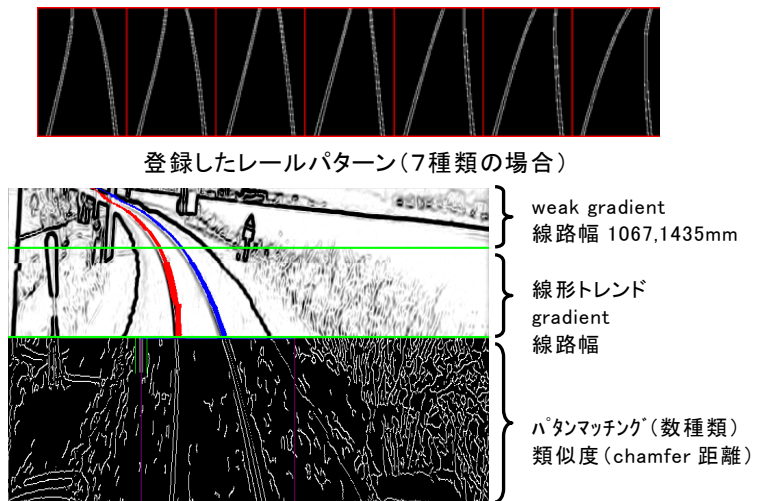 登録したレールパターン（７種類の場合）
weak gradient
線路幅 1067,1435mm
線形トレンド
gradient
線路幅
ﾊﾟﾀﾝﾏｯﾁﾝｸﾞ（数種類）
類似度（chamfer 距離）